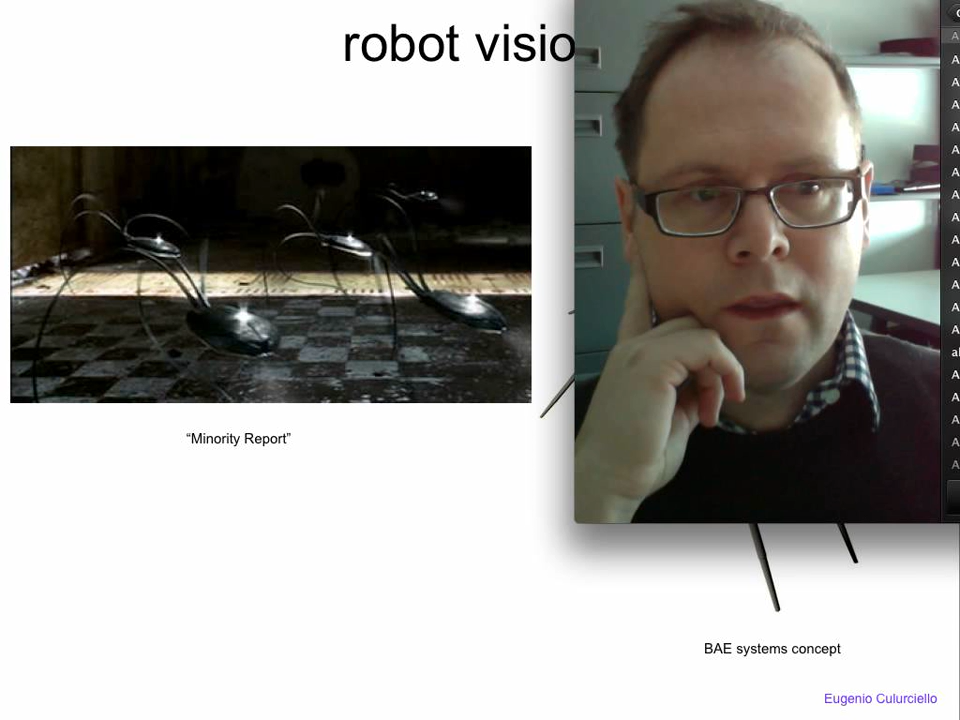 robot visio
“Minority Report”
BAE systems concept
Eugenio Culurciello